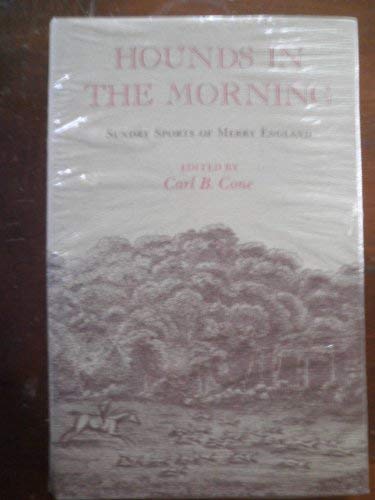 HOUNDS IN
THE MORNING
SUNDRY SPORTS OF MERRY ENGLAND
EDITED BY
Carl B. Cone